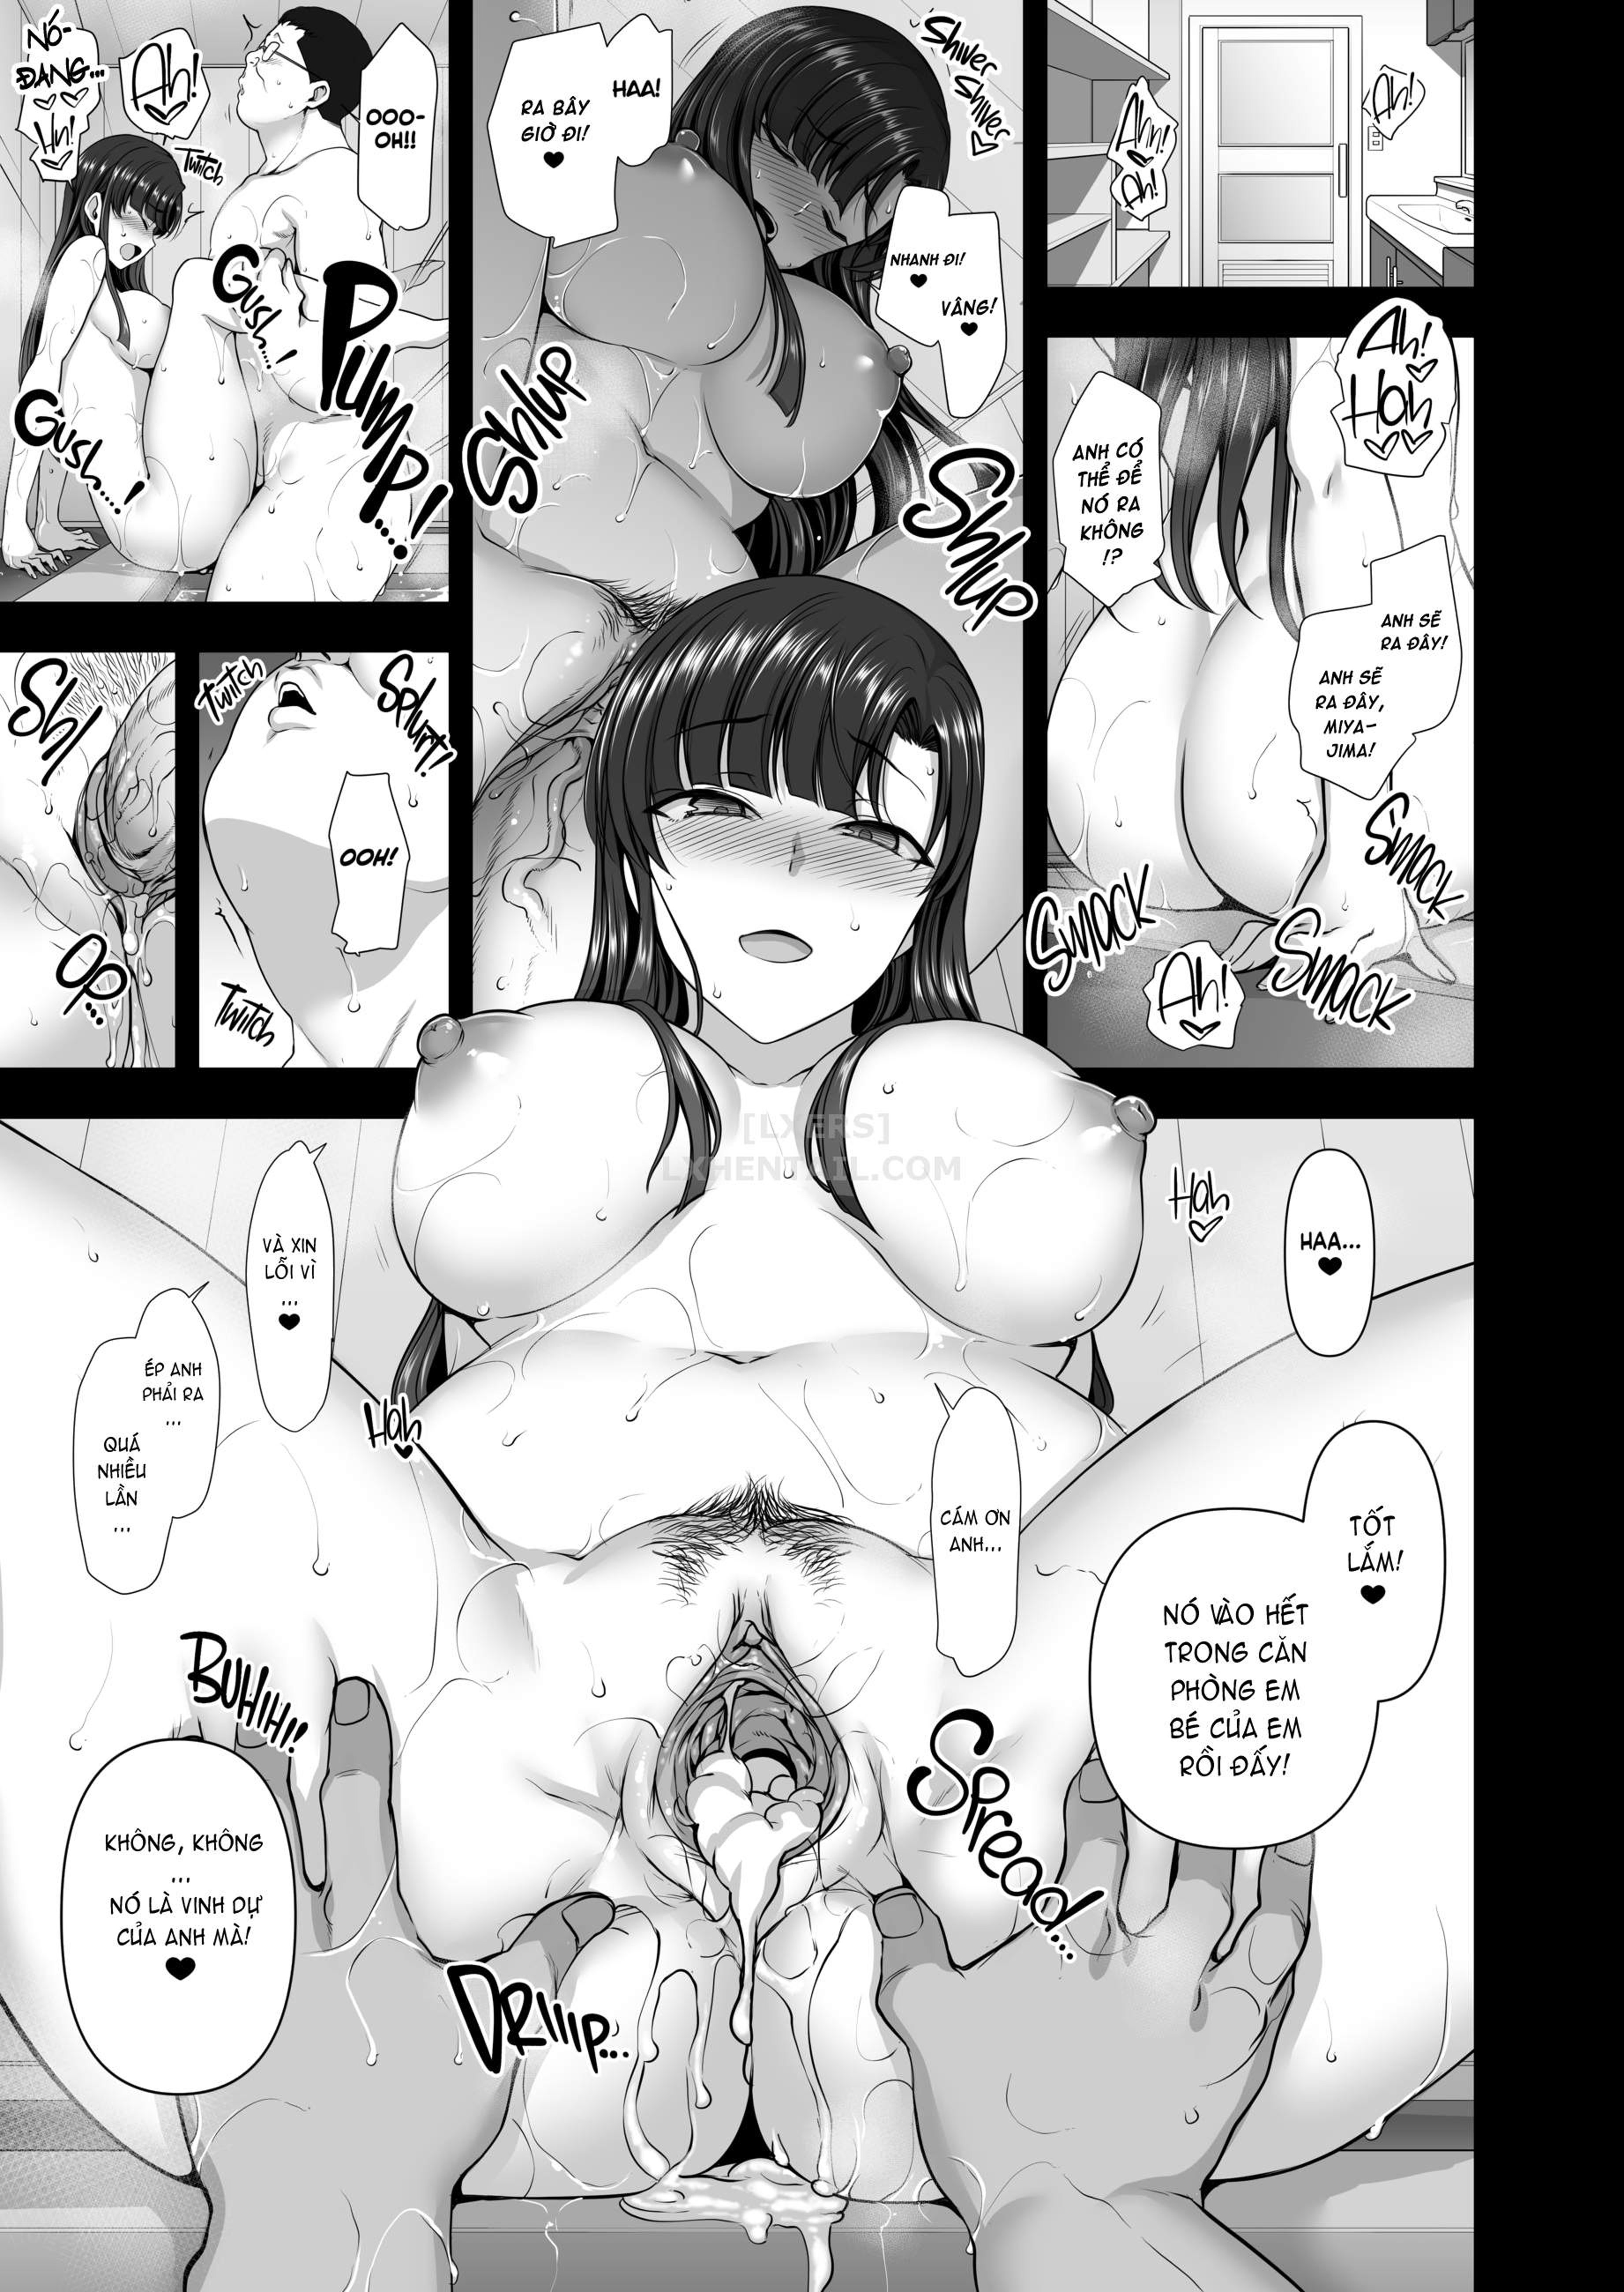 Ah!
Ahh!
Ah!
Ah!
Hah
ANH CÓ
THỂ ĐỂ
NÓ RA
KHÔNG
!?
ANH SẼ
RA ĐÂY!
ANH SẼ
RA ĐÂY,
MIYA-
JIMA!
SMACK
SMACK
SMACK
SMACK
Ah!
Shiver
Shiver
HAA!
RA BÂY
GIỜ ĐI!
NHANH ĐI!
VÂNG!
Shlup
Shlup
OOO-
OH!!
Ah!
NÓ-
ĐANG...
Hn!
Twitch
Gush....!
Gush....!
PUMP....!
Twitch
Splurt!
OOH!
Twitch
Shl
OP...
[LXERS]
LXHENTAIL.COM
Hah
HAA...
TỐT
LẮM!
NÓ VÀO HẾT
TRONG CĂN
PHÒNG EM
BÉ CỦA EM
RỒI ĐẤY!
CÁM ƠN
ANH...
Spread...
VÀ XIN
LỖI VÌ
...
ÉP ANH
PHẢI RA
...
QUÁ
NHIỀU
LẦN
...
Hah
BUHIH!!
KHÔNG, KHÔNG
...
NÓ LÀ VINH DỰ
CỦA ANH MÀ!
DRIIIP...